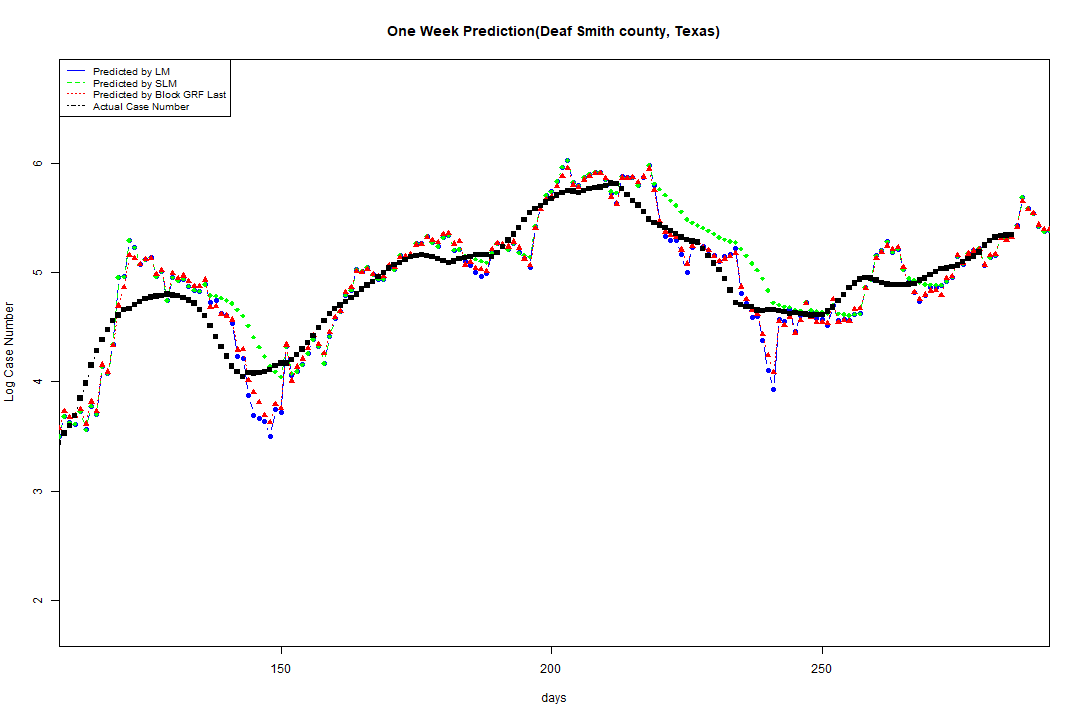 One Week Prediction(Deaf Smith county, Texas)
Predicted by LM
Predicted by SLM
Predicted by Block GRF Last
Actual Case Number
6
5
4
3
2
Log Case Number
150 200 250
days